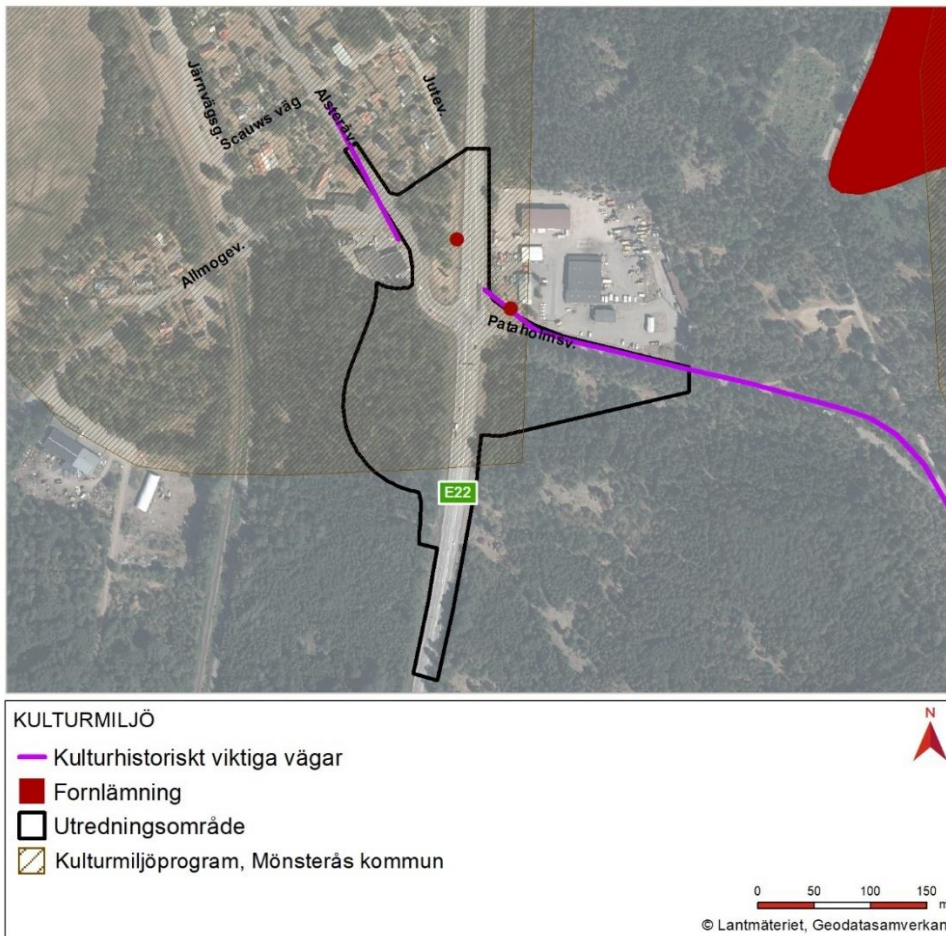 Järnvägsg.
Scauws väg
Alsteråv.
Jutev.
Allmogev.
Pataholmsv.
E22
KULTURMILJÖ
N
Kulturhistoriskt viktiga vägar
Fornlämning
Utredningsområde
Kulturmiljöprogram, Mönsterås kommun
0 50 100 150
m
© Lantmäteriet, Geodatasamverkan